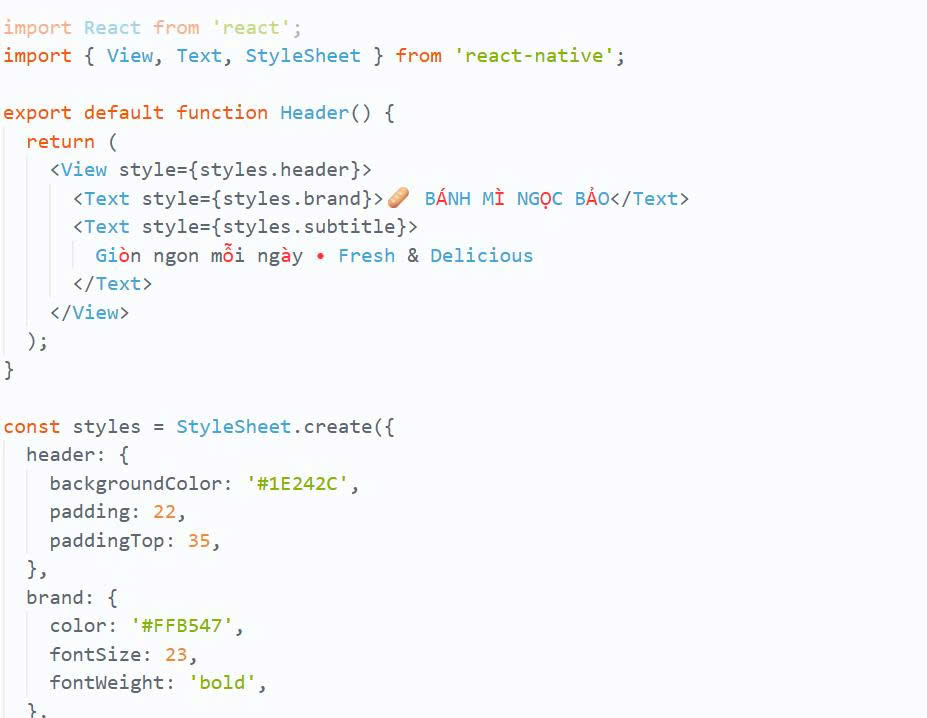 import React from 'react';
import { View, Text, StyleSheet } from 'react-native';

export default function Header() {
  return (
    <View style={styles.header}>
      <Text style={styles.brand}>🥖 BÁNH MÌ NGỌC BẢO</Text>
      <Text style={styles.subtitle}>
        Giòn ngon mỗi ngày • Fresh & Delicious
      </Text>
    </View>
  );
}

const styles = StyleSheet.create({
  header: {
    backgroundColor: '#1E242C',
    padding: 22,
    paddingTop: 35,
  },
  brand: {
    color: '#FFB547',
    fontSize: 23,
    fontWeight: 'bold',
  },